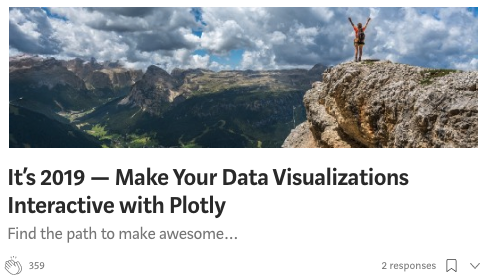 It's 2019 — Make Your Data Visualizations
Interactive with Plotly
Find the path to make awesome...
359
2 responses